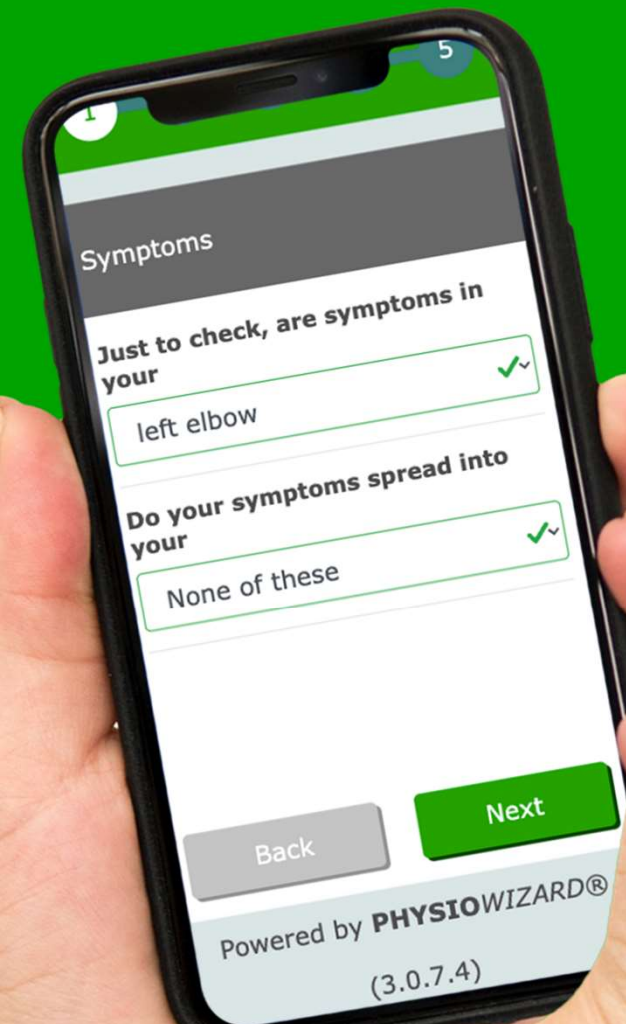 1
5
Symptoms
Just to check, are symptoms in
your
left elbow
Do your symptoms spread into
your
None of these
Back
Next
Powered by PHYSIOWIZARD®
(3.0.7.4)